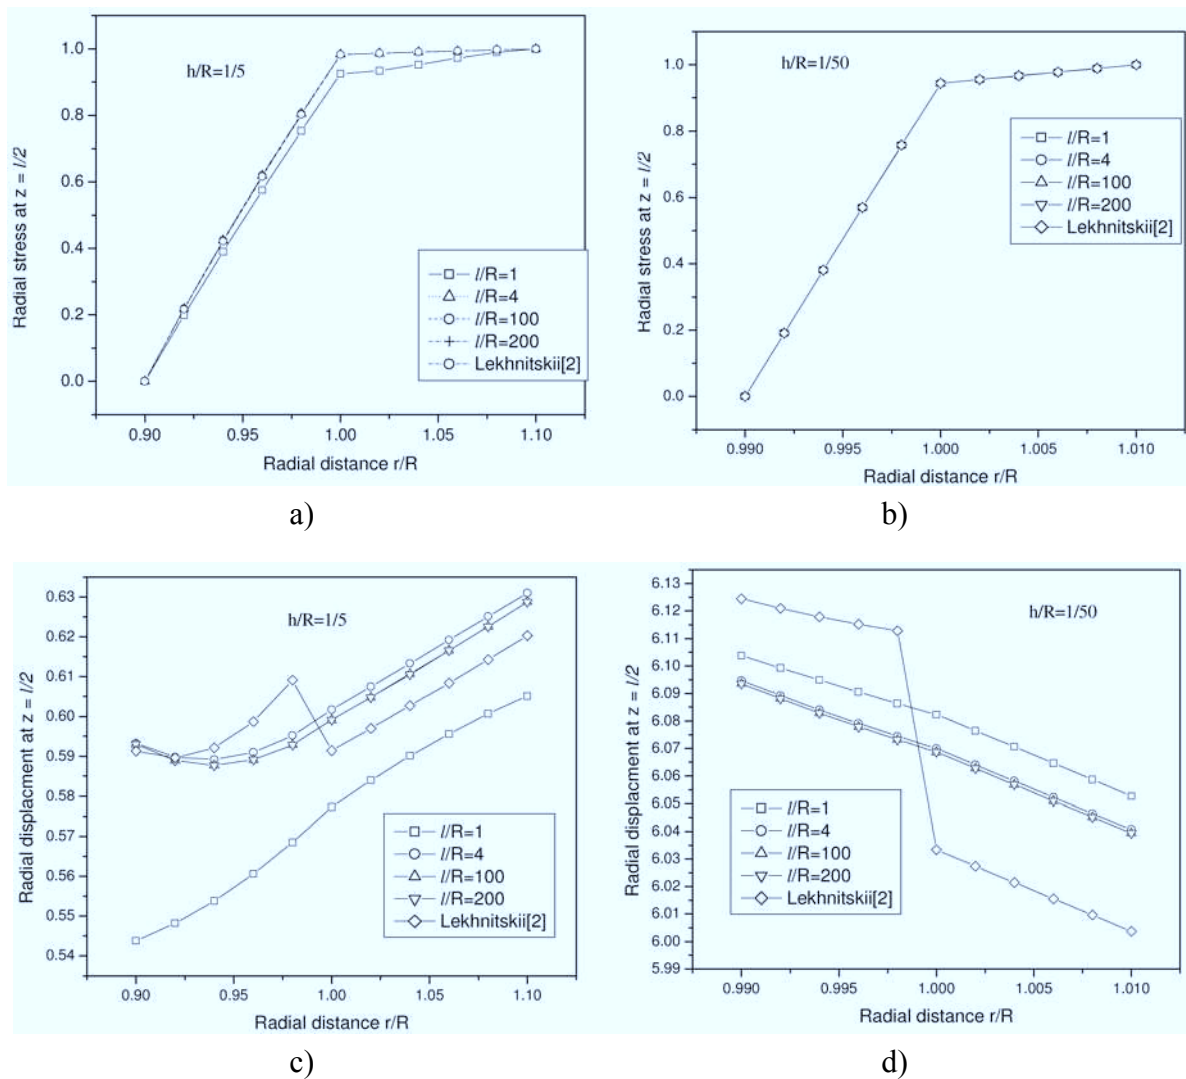 h/R=1/5
Radial stress at z = l/2
1.0
0.8
0.6
0.4
0.2
0.0
l/R=1
l/R=4
l/R=100
l/R=200
Lekhnitskii[2]
0.90 0.95 1.00 1.05 1.10
Radial distance r/R
a)
h/R=1/50
Radial stress at z = l/2
1.0
0.8
0.6
0.4
0.2
0.0
l/R=1
l/R=4
l/R=100
l/R=200
Lekhnitskii[2]
0.990 0.995 1.000 1.005 1.010
Radial distance r/R
b)
h/R=1/5
Radial displacment at z = l/2
0.63
0.62
0.61
0.60
0.59
0.58
0.57
0.56
0.55
0.54
l/R=1
l/R=4
l/R=100
l/R=200
Lekhnitskii[2]
0.90 0.95 1.00 1.05 1.10
Radial distance r/R
c)
h/R=1/50
Radial displacment at z = l/2
6.13
6.12
6.11
6.10
6.09
6.08
6.07
6.06
6.05
6.04
6.03
6.02
6.01
6.00
5.99
l/R=1
l/R=4
l/R=100
l/R=200
Lekhnitskii[2]
0.990 0.995 1.000 1.005 1.010
Radial distance r/R
d)